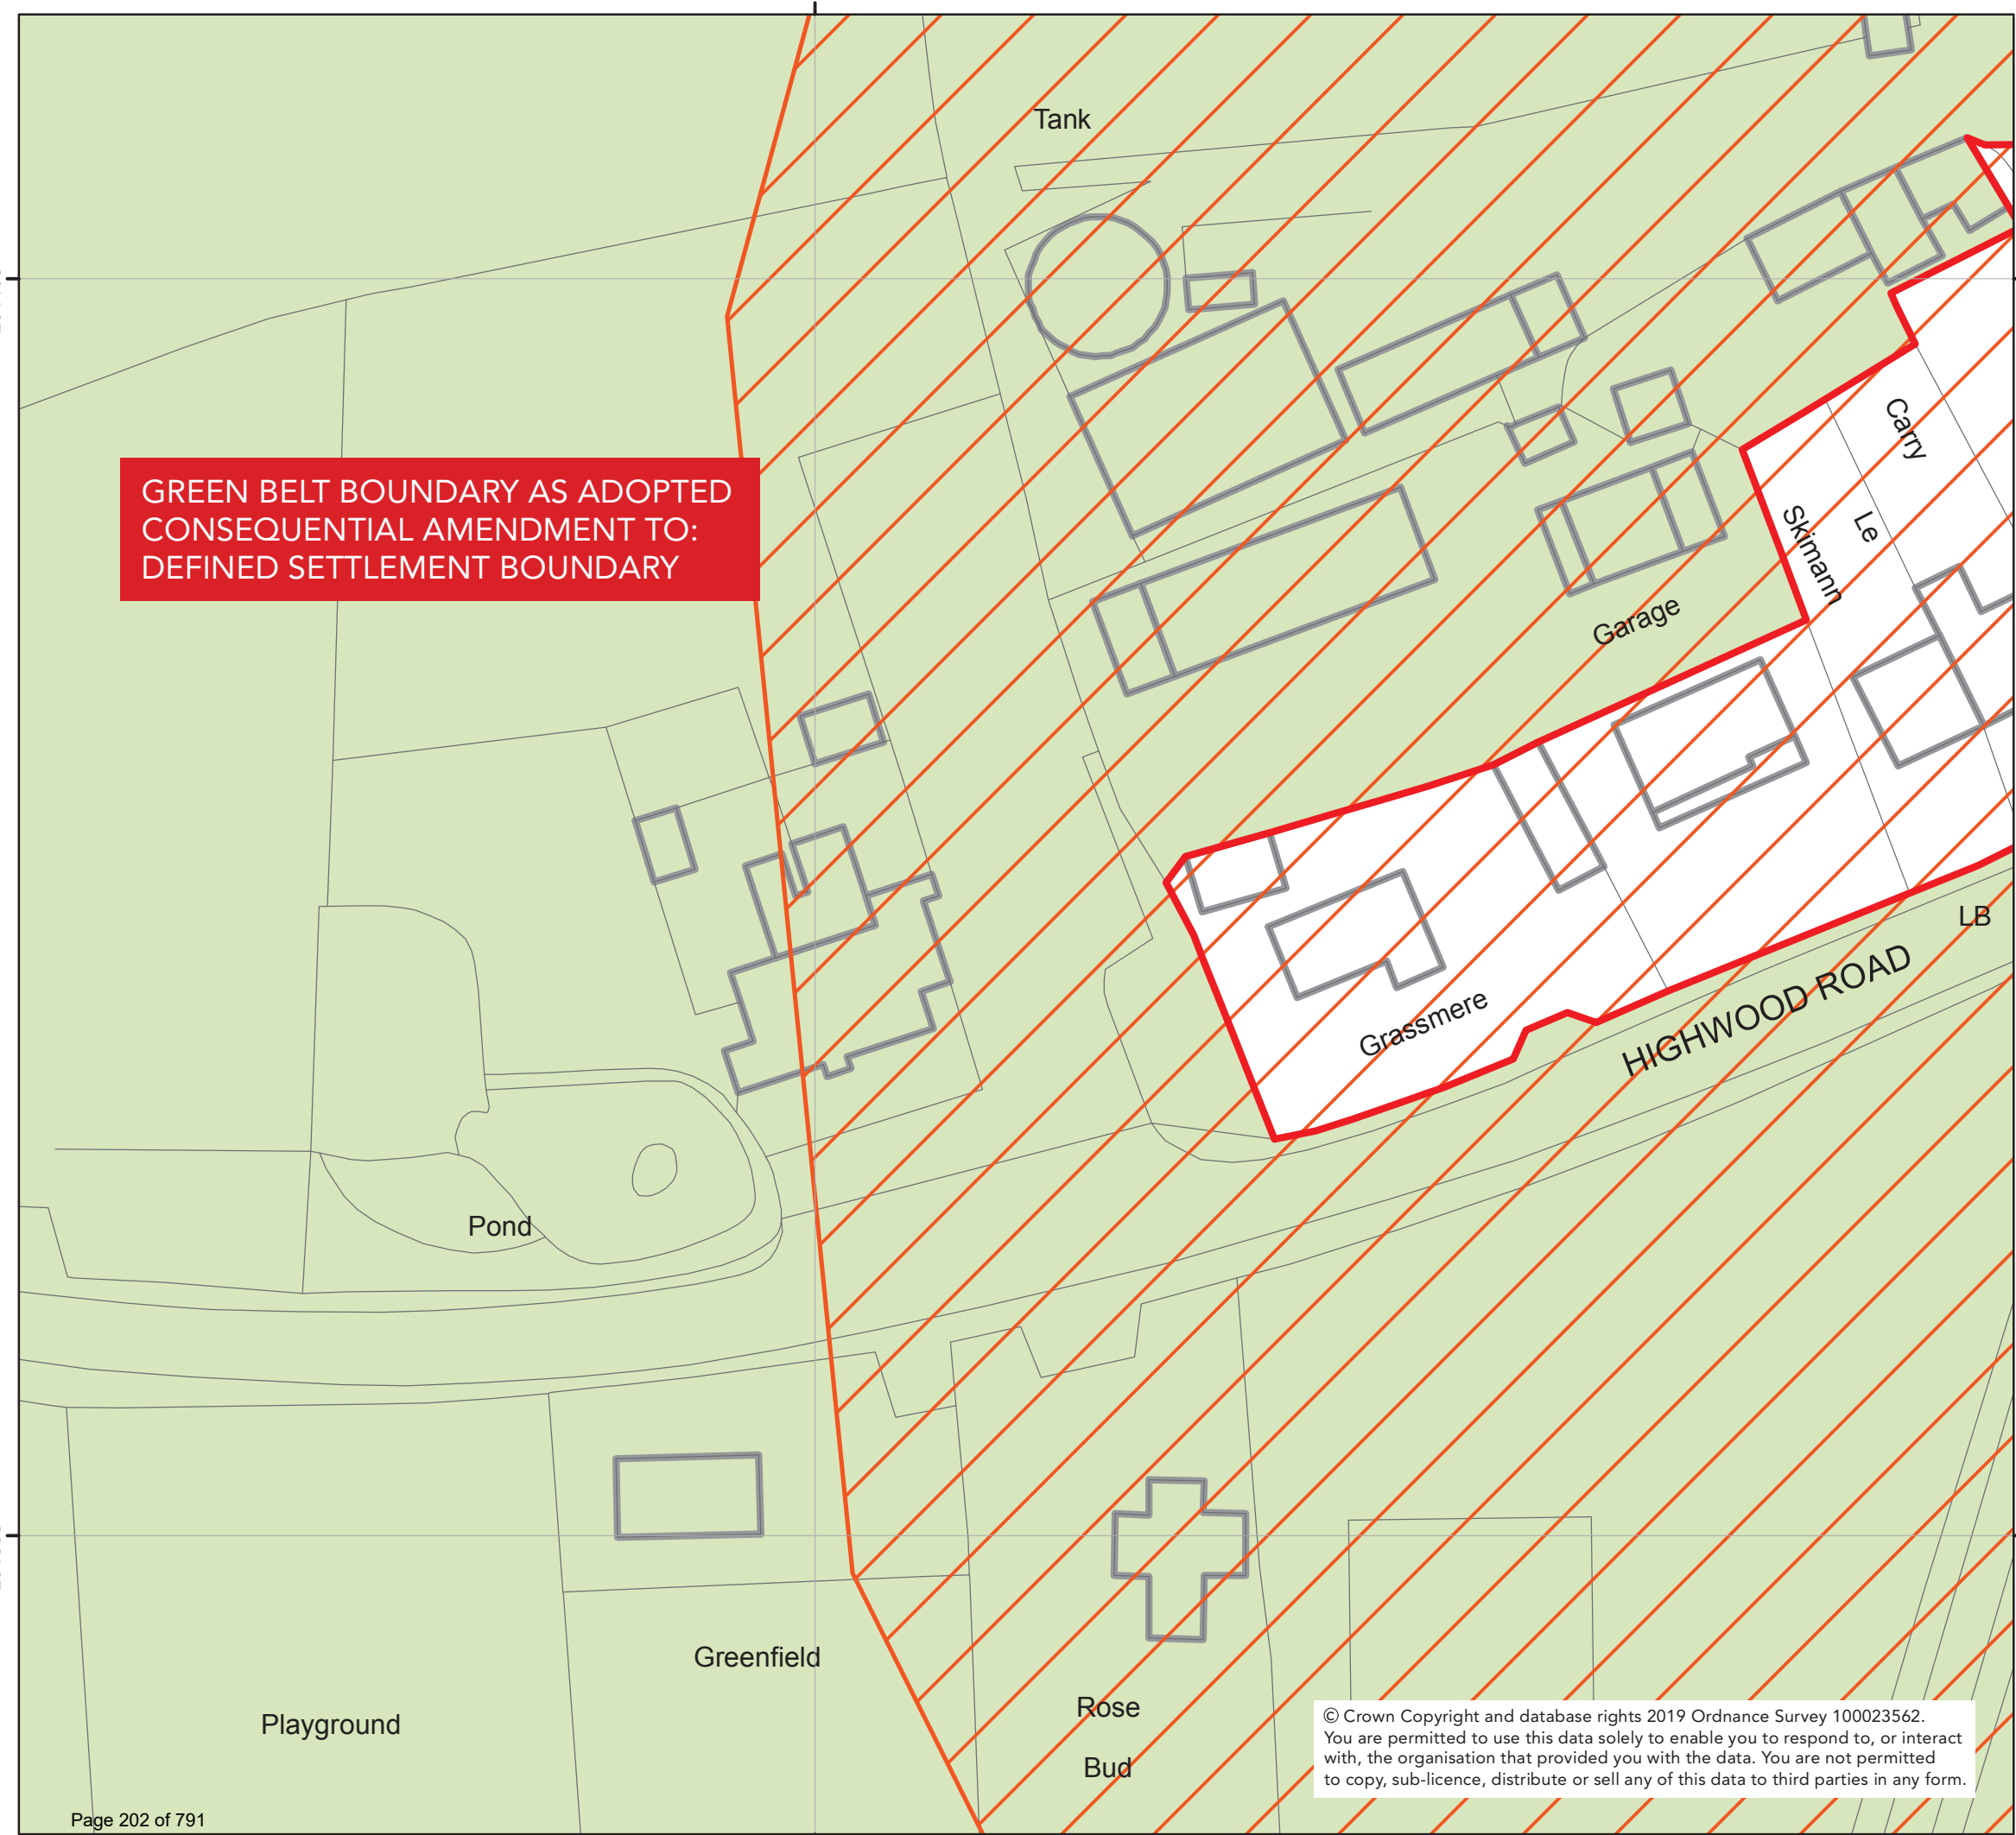 Tank
GREEN BELT BOUNDARY AS ADOPTED
CONSEQUENTIAL AMENDMENT TO:
DEFINED SETTLEMENT BOUNDARY
Carry
Le
Skimann
Garage
LB
HIGHWOOD ROAD
Grassmere
Pond
Greenfield
Playground
Rose
Bud
© Crown Copyright and database rights 2019 Ordnance Survey 100023562.
You are permitted to use this data solely to enable you to respond to, or interact
with, the organisation that provided you with the data. You are not permitted
to copy, sub-licence, distribute or sell any of this data to third parties in any form.
Page 202 of 791